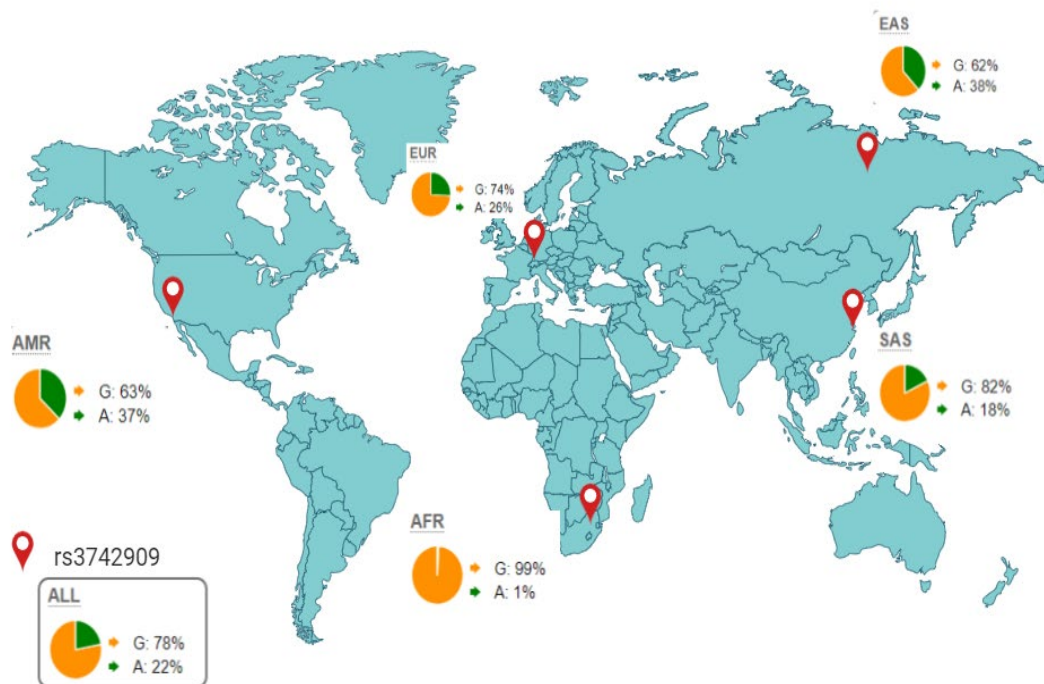 EAS
G: 62%
A: 38%
EUR
G: 74%
A: 26%
AMR
G: 63%
A: 37%
SAS
G: 82%
A: 18%
AFR
G: 99%
A: 1%
rs3742909
ALL
G: 78%
A: 22%